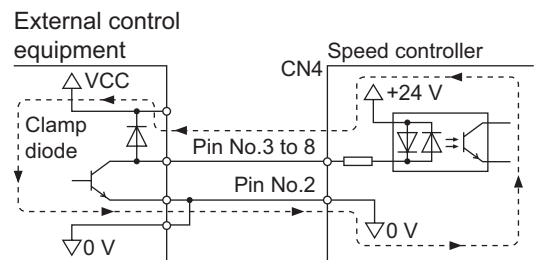 External control
equipment
Speed controller
CN4
VCC
+24 V
Clamp
diode
Pin No.3 to 8
Pin No.2
0 V
0 V